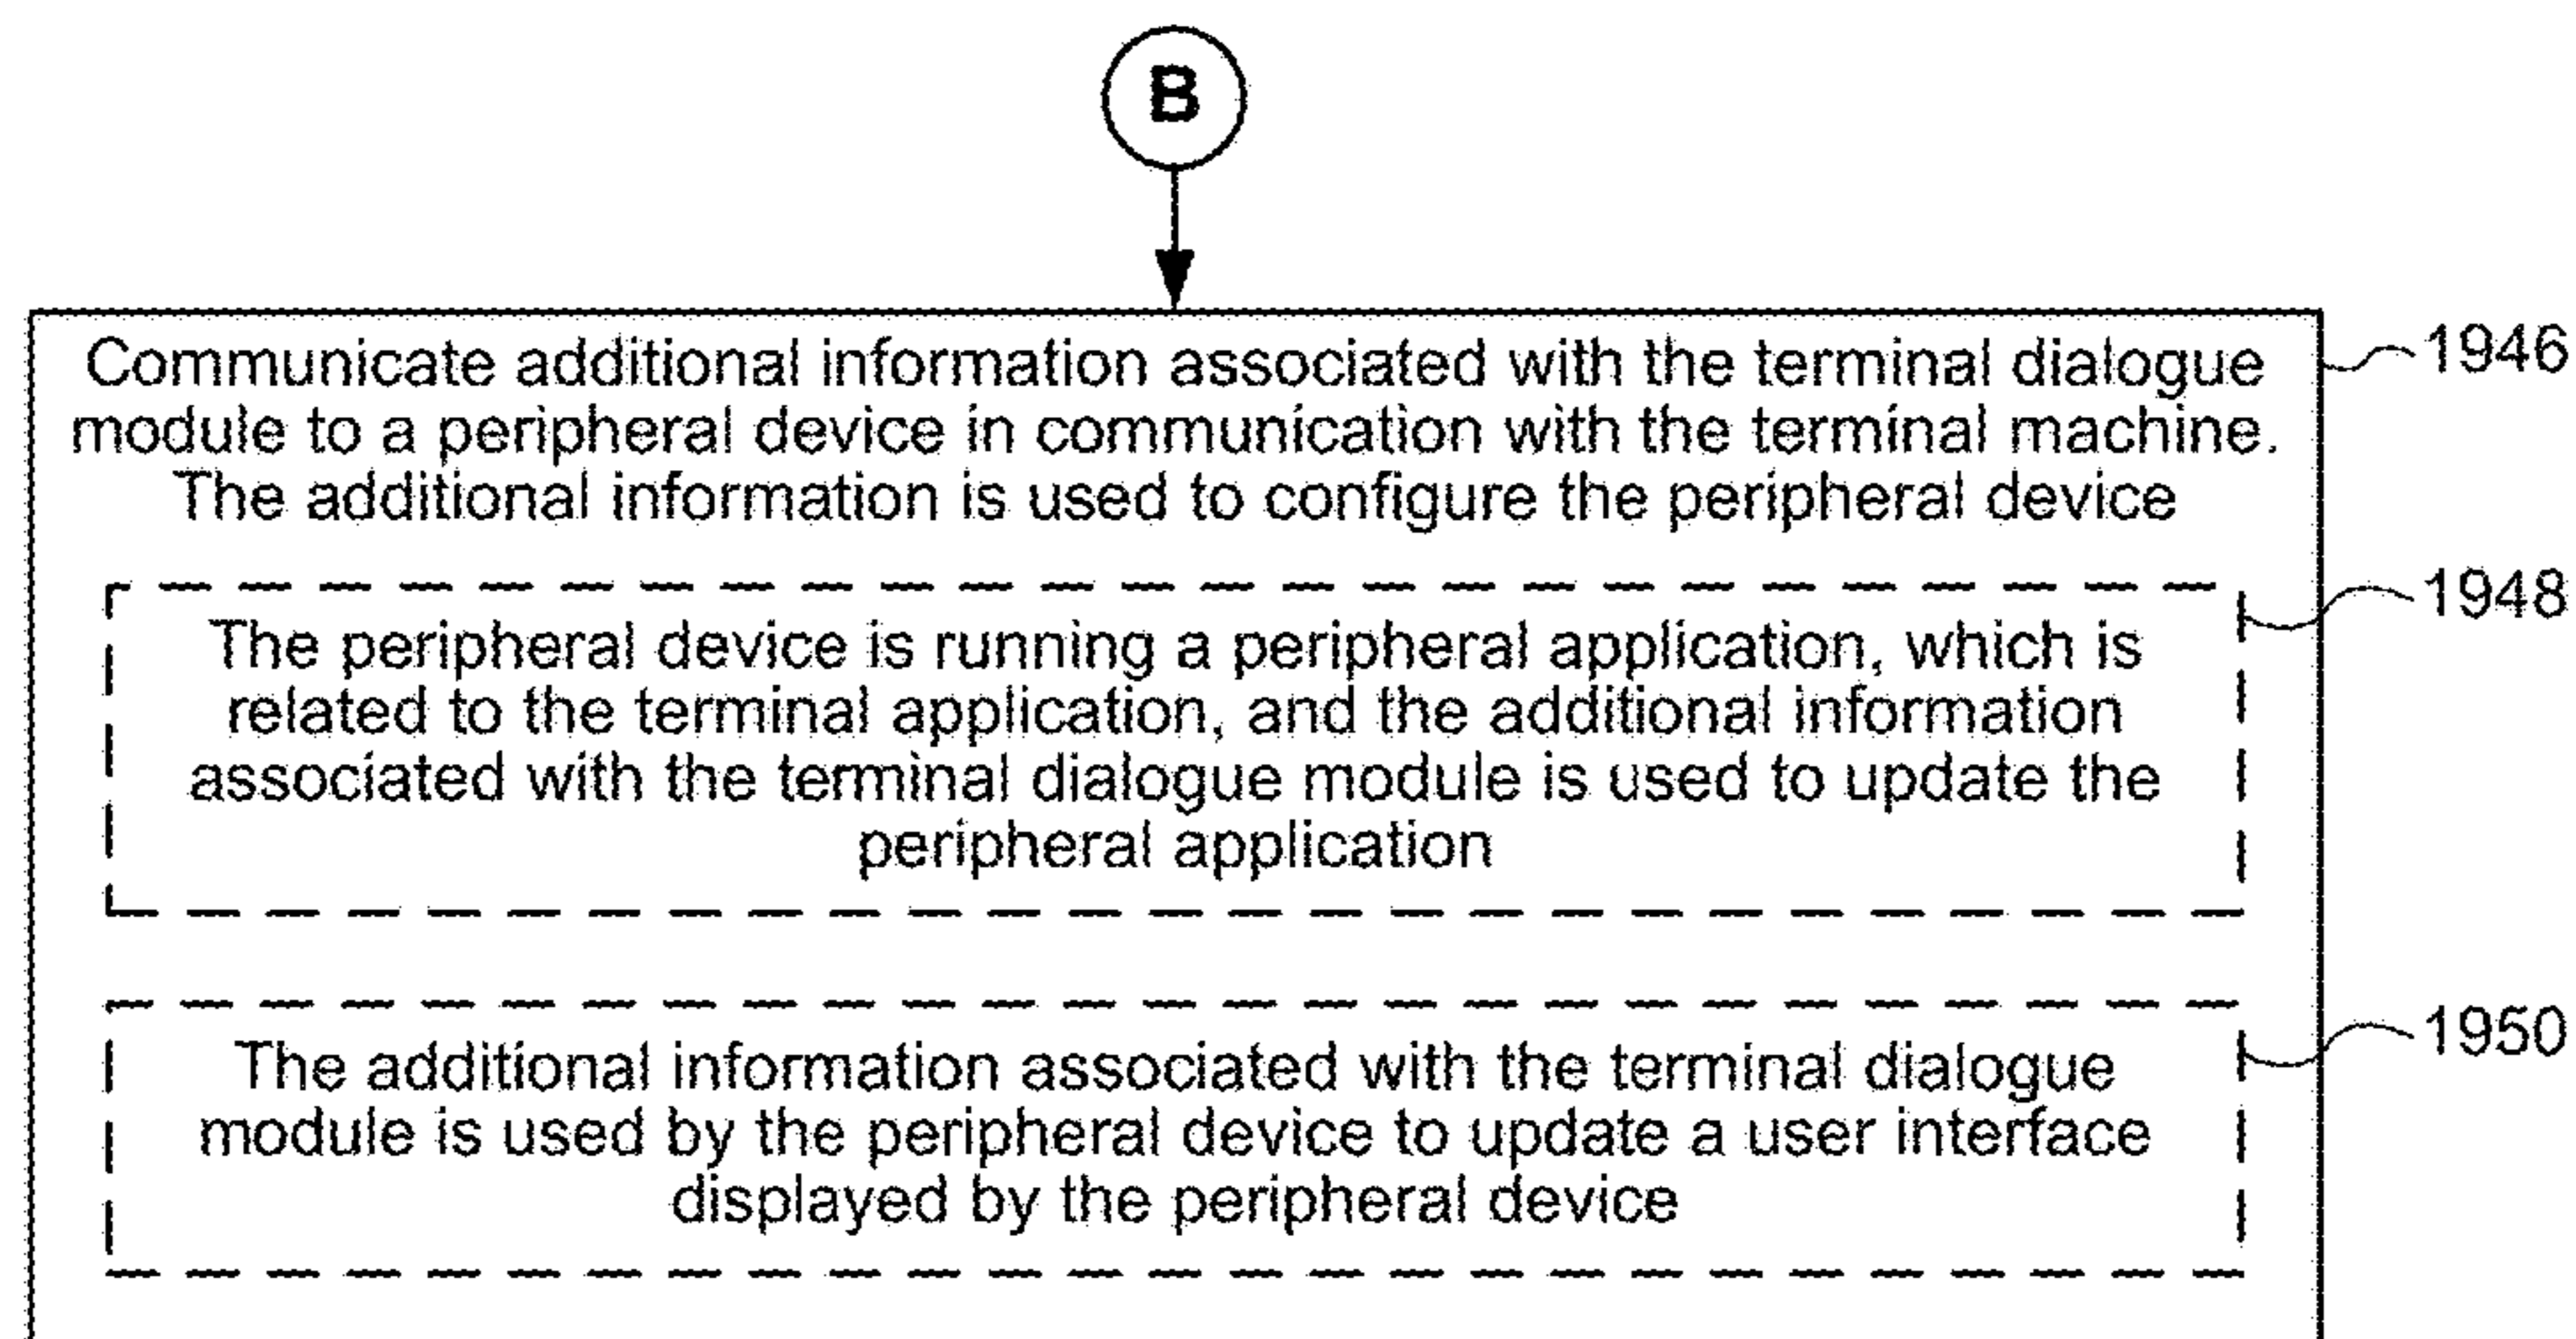 B
Communicate additional information associated with the terminal dialogue
module to a peripheral device in communication with the terminal machine.
The additional information is used to configure the peripheral device
1946
The peripheral device is running a peripheral application, which is
related to the terminal application, and the additional information
associated with the terminal dialogue module is used to update the
peripheral application
1948
The additional information associated with the terminal dialogue
module is used by the peripheral device to update a user interface
displayed by the peripheral device
1950